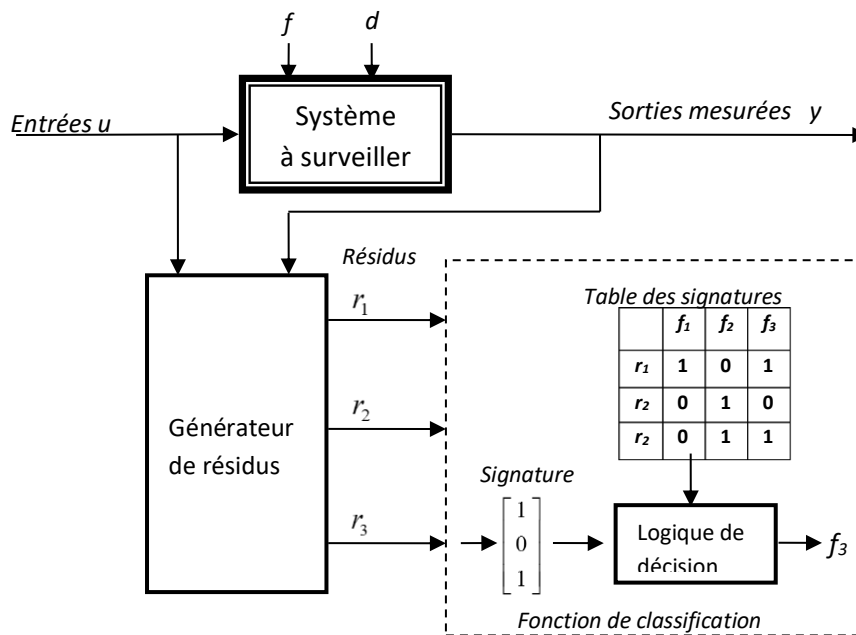 f d
Entrées u
Système
à surveiller
Sorties mesurées y
Résidus
Générateur
de résidus
r1
r2
r3
Table des signatures
f1 f2 f3
r1 1 0 1
r2 0 1 0
r2 0 1 1
Signature
1
0
1
Logique de
décision
f3
Fonction de classification